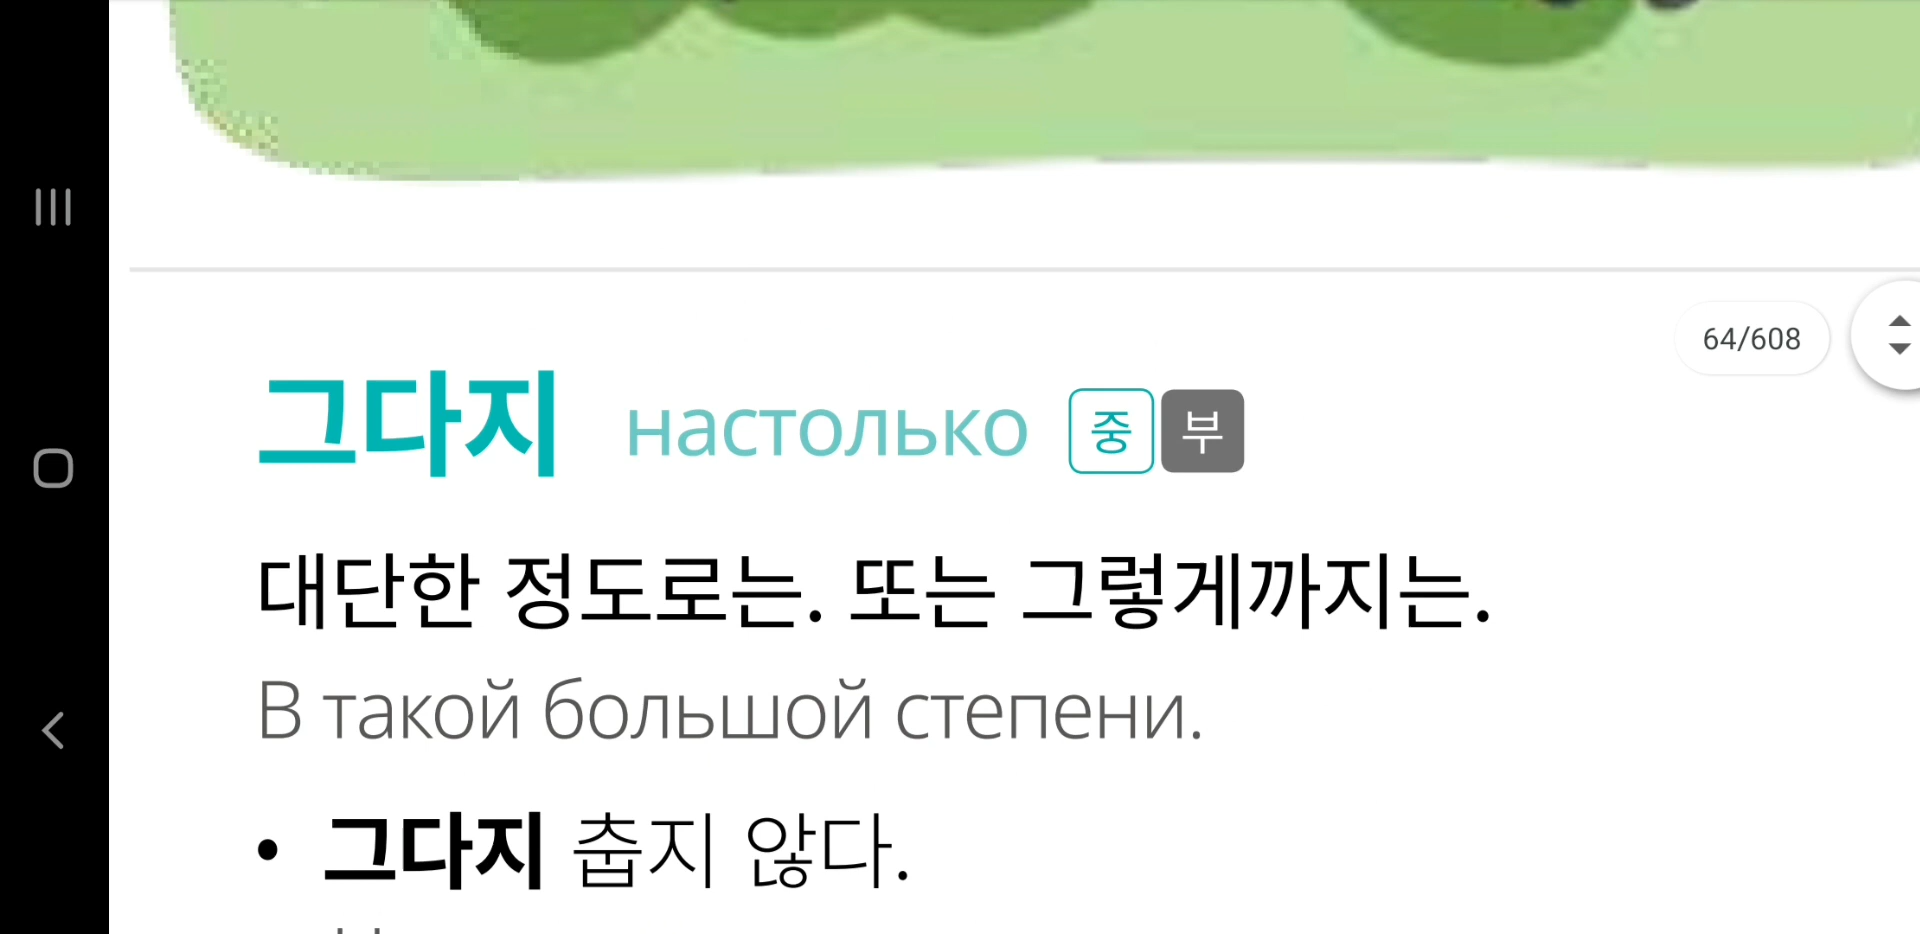 64/608
그다지 настолько 중 부
대단한 정도로는. 또는 그렇게까지는.
В такой большой степени.
• 그다지 춥지 않다.